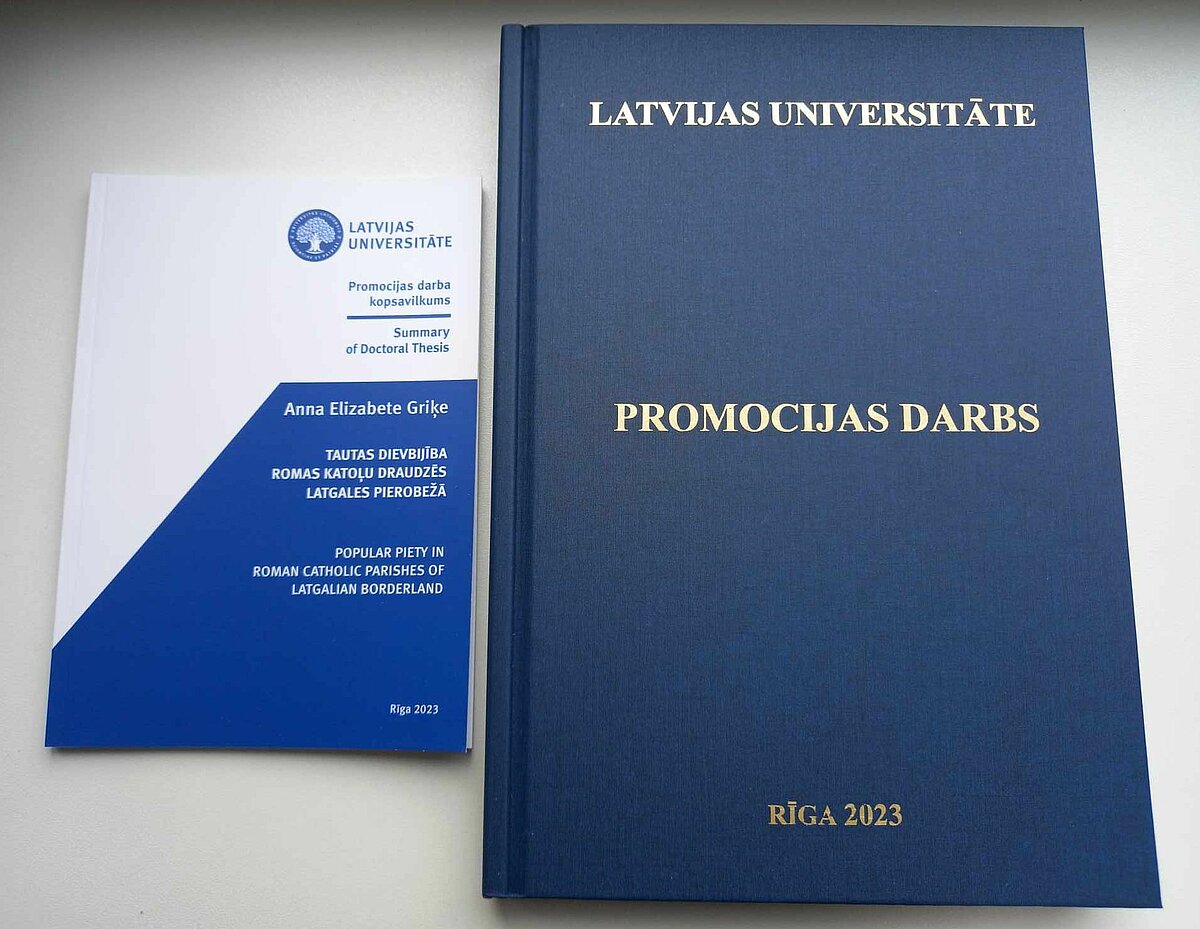 LATVIJAS
UNIVERSITĀTE
Promocijas darba
kopsavilkums
Summary
of Doctoral Thesis
Anna Elizabete Griķe
TAUTAS DIEVBIJĪBA
ROMAS KATOĻU DRAUDZĒS
LATGALES PIEROBEŽĀ
POPULAR PIETY IN
ROMAN CATHOLIC PARISHES OF
LATGALIAN BORDERLAND
Rīga 2023
LATVIJAS UNIVERSITĀTE
PROMOCIJAS DARBS
RĪGA 2023